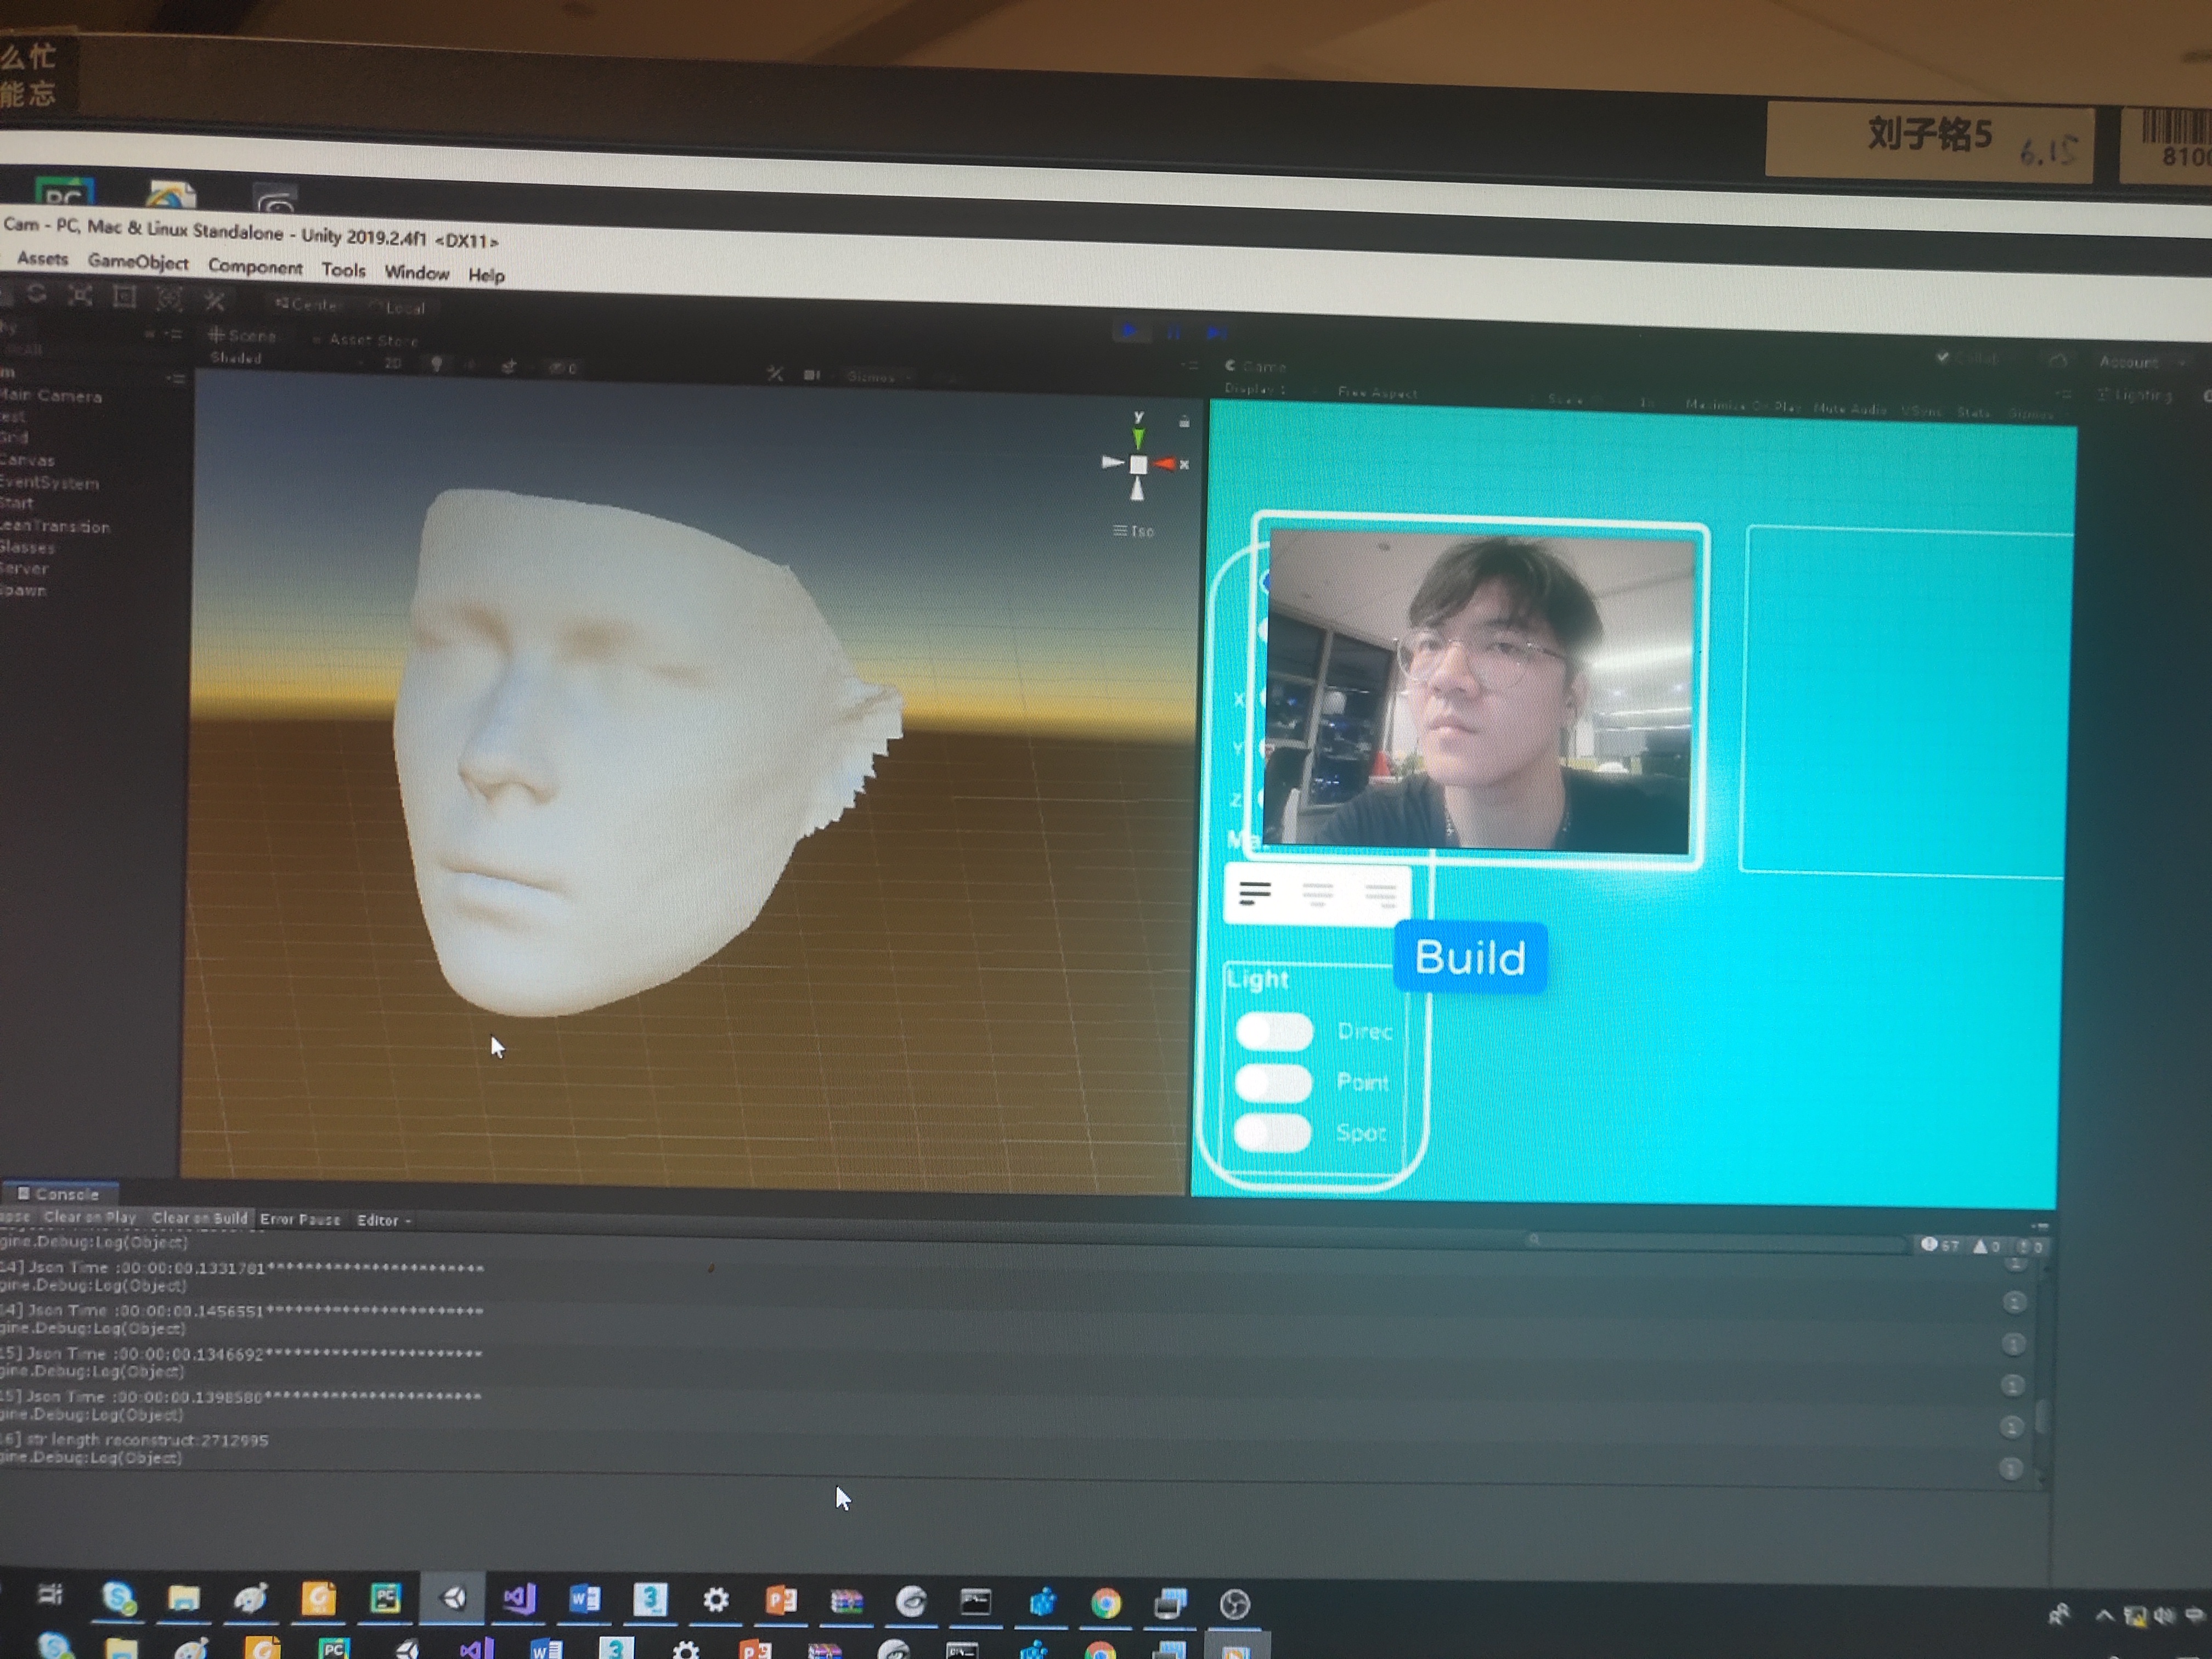 么忙
能忘
刘子铭5
6.15
8100
PC
Cam - PC, Mac & Linux Standalone - Unity 2019.2.4f1 <DX11>
Assets GameObject Component Tools Window Help
Center Local
Scene Asset Store
Shaded 2D 0 Gizmos
Game
Display 1 Free Aspect Scale 1x Maximize On Play Mute Audio VSync Stats Gizmos
Collab Account
Lighting
Main Camera
Canvas
EventSystem
Start
LeanTransition
Glasses
Server
Spawn
y
x
Iso
X
Y
Z
Build
Light
Direc
Point
Spot
Console
Clear on Play Clear on Build Error Pause Editor
67 0 0
gine.Debug:Log(Object)
14] Json Time :00:00:00.1331781***********************
gine.Debug:Log(Object)
14] Json Time :00:00:00.1456551***********************
gine.Debug:Log(Object)
15] Json Time :00:00:00.1346692***********************
gine.Debug:Log(Object)
15] Json Time :00:00:00.1398580***********************
gine.Debug:Log(Object)
16] str length reconstruct:2712995
gine.Debug:Log(Object)